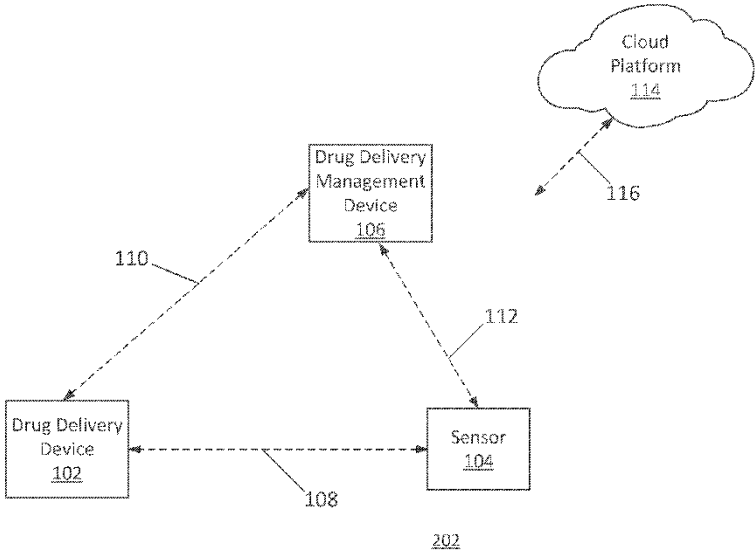 Cloud
Platform
114
116
Drug Delivery
Management
Device
106
110
112
Drug Delivery
Device
102
Sensor
104
108
202